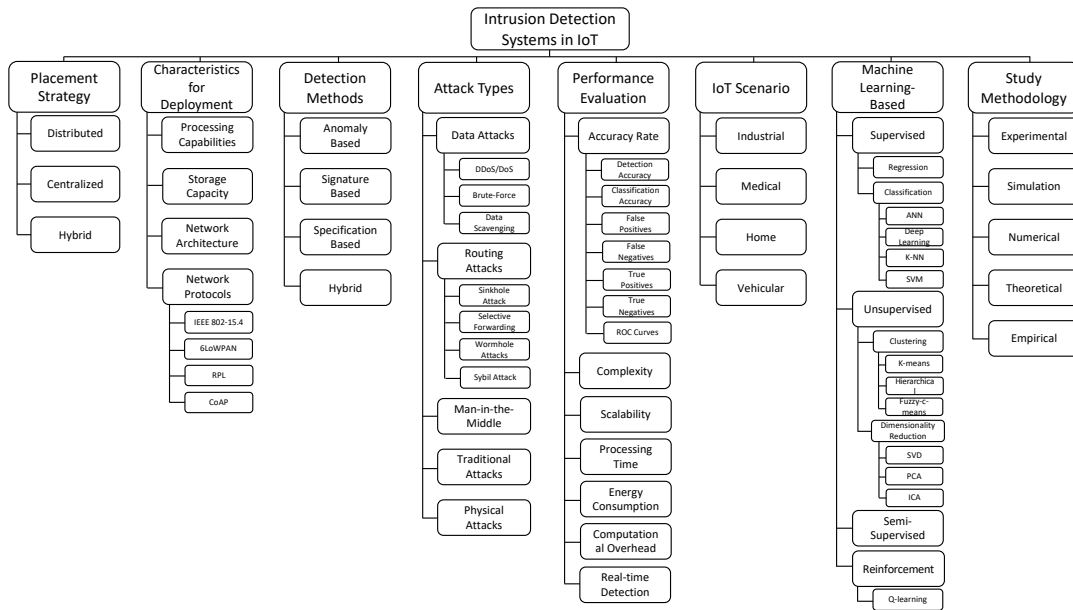 Intrusion Detection
Systems in IoT
Placement
Strategy
Distributed
Centralized
Hybrid
Characteristics
for
Deployment
Processing
Capabilities
Storage
Capacity
Network
Architecture
Network
Protocols
IEEE 802-15.4
6LoWPAN
RPL
CoAP
Detection
Methods
Anomaly
Based
Signature
Based
Specification
Based
Hybrid
Attack Types
Data Attacks
DDoS/DoS
Brute-Force
Data
Scavenging
Routing
Attacks
Sinkhole
Attack
Selective
Forwarding
Wormhole
Attacks
Sybil Attack
Man-in-the-
Middle
Traditional
Attacks
Physical
Attacks
Performance
Evaluation
Accuracy Rate
Detection
Accuracy
Classification
Accuracy
False
Positives
False
Negatives
True
Positives
True
Negatives
ROC Curves
Complexity
Scalability
Processing
Time
Energy
Consumption
Computation
al Overhead
Real-time
Detection
IoT Scenario
Industrial
Medical
Home
Vehicular
Machine
Learning-
Based
Supervised
Regression
Classification
ANN
Deep
Learning
K-NN
SVM
Unsupervised
Clustering
K-means
Hierarchica
l
Fuzzy-c-
means
Dimensionality
Reduction
SVD
PCA
ICA
Semi-
Supervised
Reinforcement
Q-learning
Study
Methodology
Experimental
Simulation
Numerical
Theoretical
Empirical